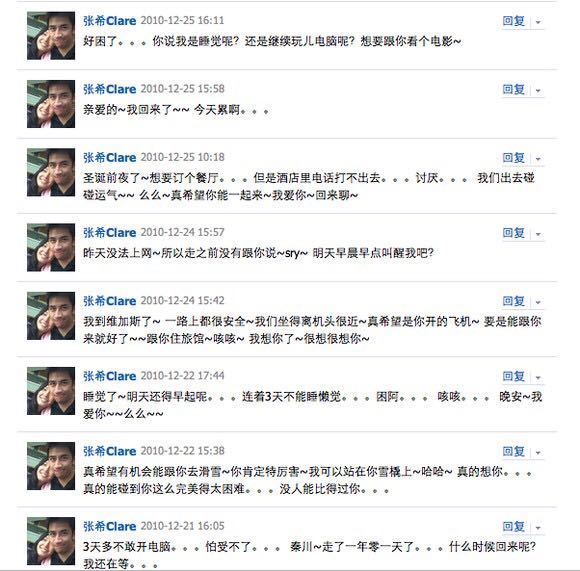 张希Clare 2010-12-25 16:11 回复
好困了。。。你说我是睡觉呢？还是继续玩儿电脑呢？想要跟你看个电影~
张希Clare 2010-12-25 15:58 回复
亲爱的~我回来了~~ 今天累啊。。。
张希Clare 2010-12-25 10:18 回复
圣诞前夜了~想要订个餐厅。。。但是酒店里电话打不出去。。。讨厌。。。 我们出去碰
碰运气~~ 么么~真希望你能一起来~我爱你~回来聊~
张希Clare 2010-12-24 15:57 回复
昨天没法上网~所以走之前没有跟你说~sry~ 明天早晨早点叫醒我吧?
张希Clare 2010-12-24 15:42 回复
我到维加斯了~ 一路上都很安全~我们坐得离机头很近~真希望是你开的飞机~ 要是能跟你
来就好了~~跟你住旅馆~咳咳~ 我想你了~很想很想你~
张希Clare 2010-12-22 17:44 回复
睡觉了~明天还得早起呢。。。连着3天不能睡懒觉。。。困阿。。。 咳咳。。。 晚安~我
爱你~~么么~~
张希Clare 2010-12-22 15:38 回复
真希望有机会能跟你去滑雪~你肯定特厉害~我可以站在你雪橇上~哈哈~ 真的想你。。。
真的能碰到你这么完美得太困难。。。没人能比得过你。。。
张希Clare 2010-12-21 16:05 回复
3天多不敢开电脑。。。怕受不了。。。 秦川~走了一年零一天了。。。什么时候回来呢?
我还在等。。。